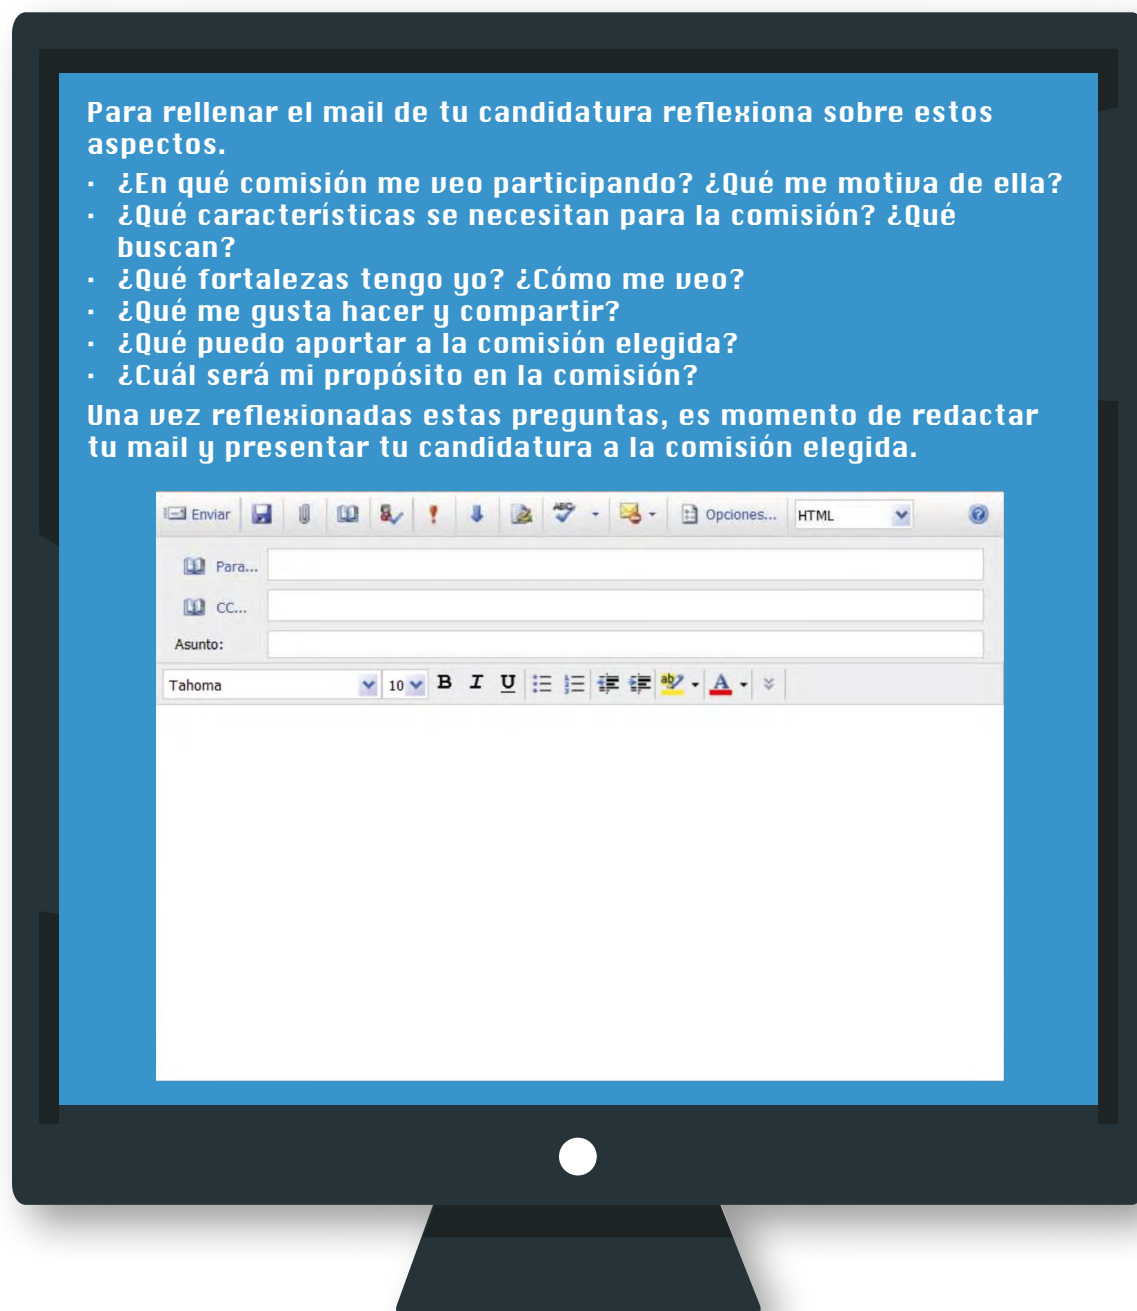 Para rellenar el mail de tu candidatura reflexiona sobre estos
aspectos.
· ¿En qué comisión me veo participando? ¿Qué me motiva de ella?
· ¿Qué características se necesitan para la comisión? ¿Qué
buscan?
· ¿Qué fortalezas tengo yo? ¿Cómo me veo?
· ¿Qué me gusta hacer y compartir?
· ¿Qué puedo aportar a la comisión elegida?
· ¿Cuál será mi propósito en la comisión?
Una vez reflexionadas estas preguntas, es momento de redactar
tu mail y presentar tu candidatura a la comisión elegida.
Enviar ABC Opciones... HTML
Para...
CC...
Asunto:
Tahoma 10 B I U ab A